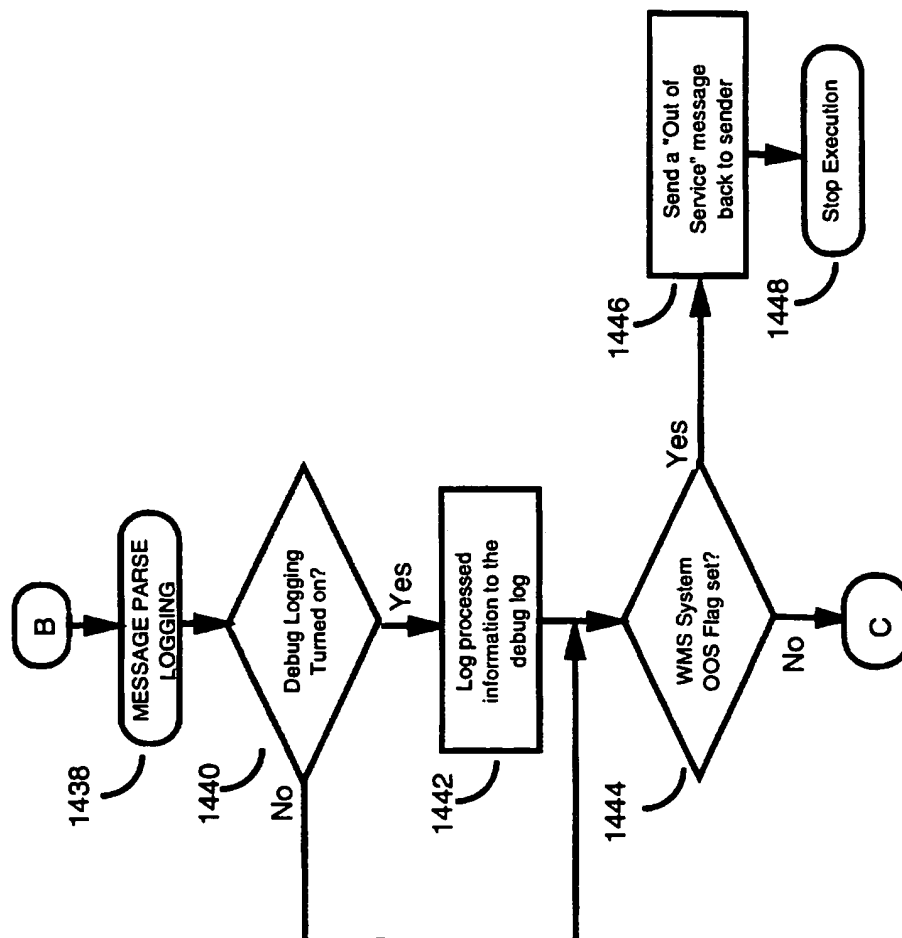 B
MESSAGE PARSE
LOGGING
1438
Debug Logging
Turned on?
1440
No
Yes
Log processed
information to the
debug log
1442
WMS System
OOS Flag set?
1444
Yes
No
C
Send a "Out of
Service" message
back to sender
1446
Stop Execution
1448